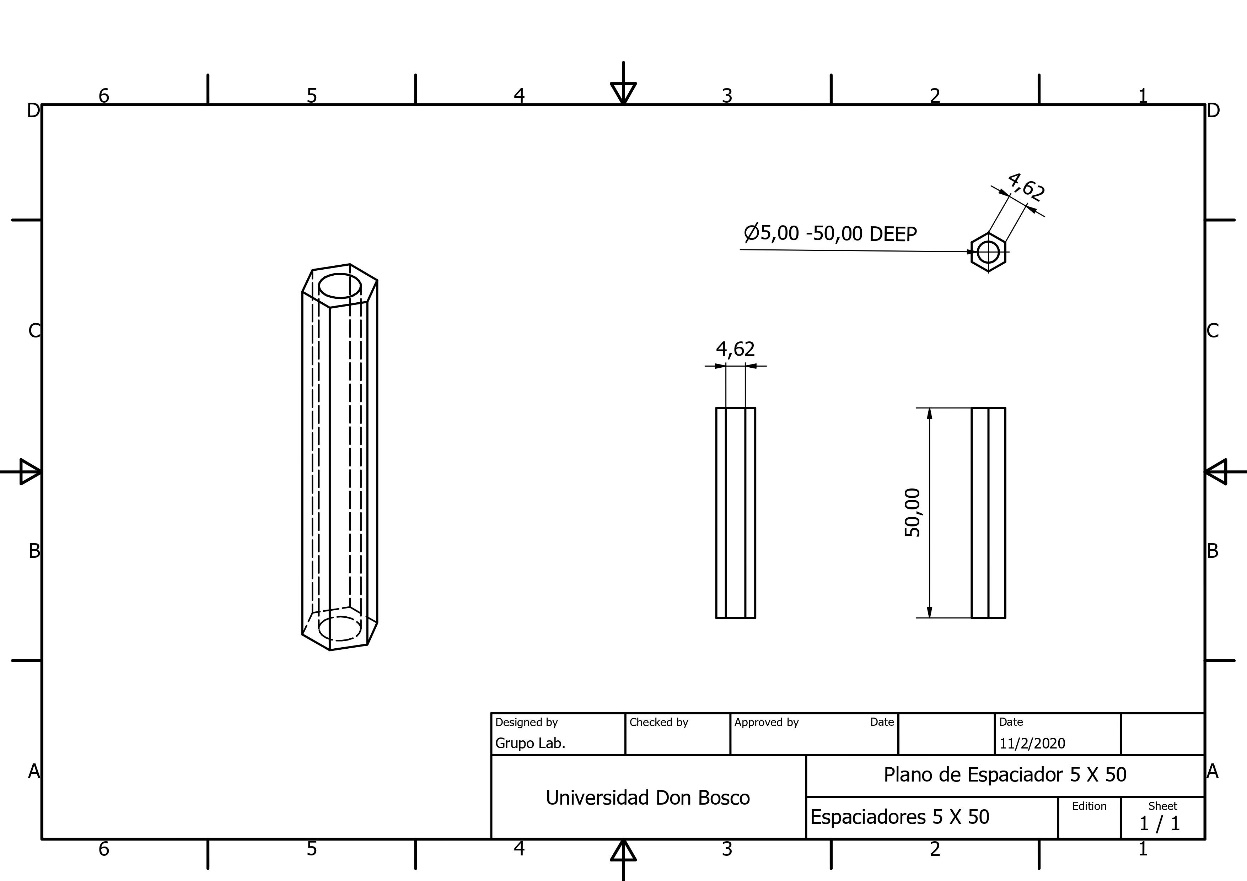 6 5 4 3 2 1
D D
4,62
Ø5,00 -50,00 DEEP
C C
4,62
50,00
B B
Designed by Checked by Approved by Date Date
Grupo Lab. 11/2/2020
A A
Plano de Espaciador 5 X 50
Universidad Don Bosco
Edition Sheet
Espaciadores 5 X 50 1 / 1
6 5 4 3 2 1